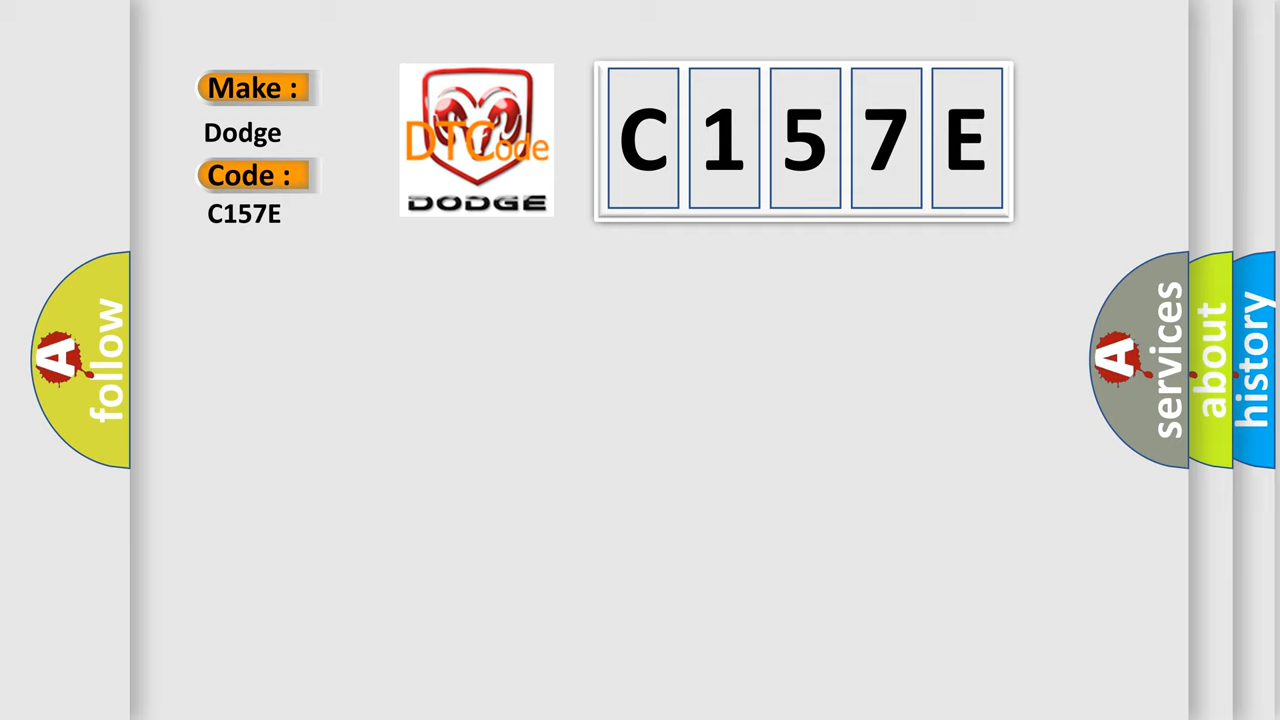 Make :
Dodge
Code :
C157E
DTCode
DODGE
C 1 5 7 E
A
follow
A
services
about
history